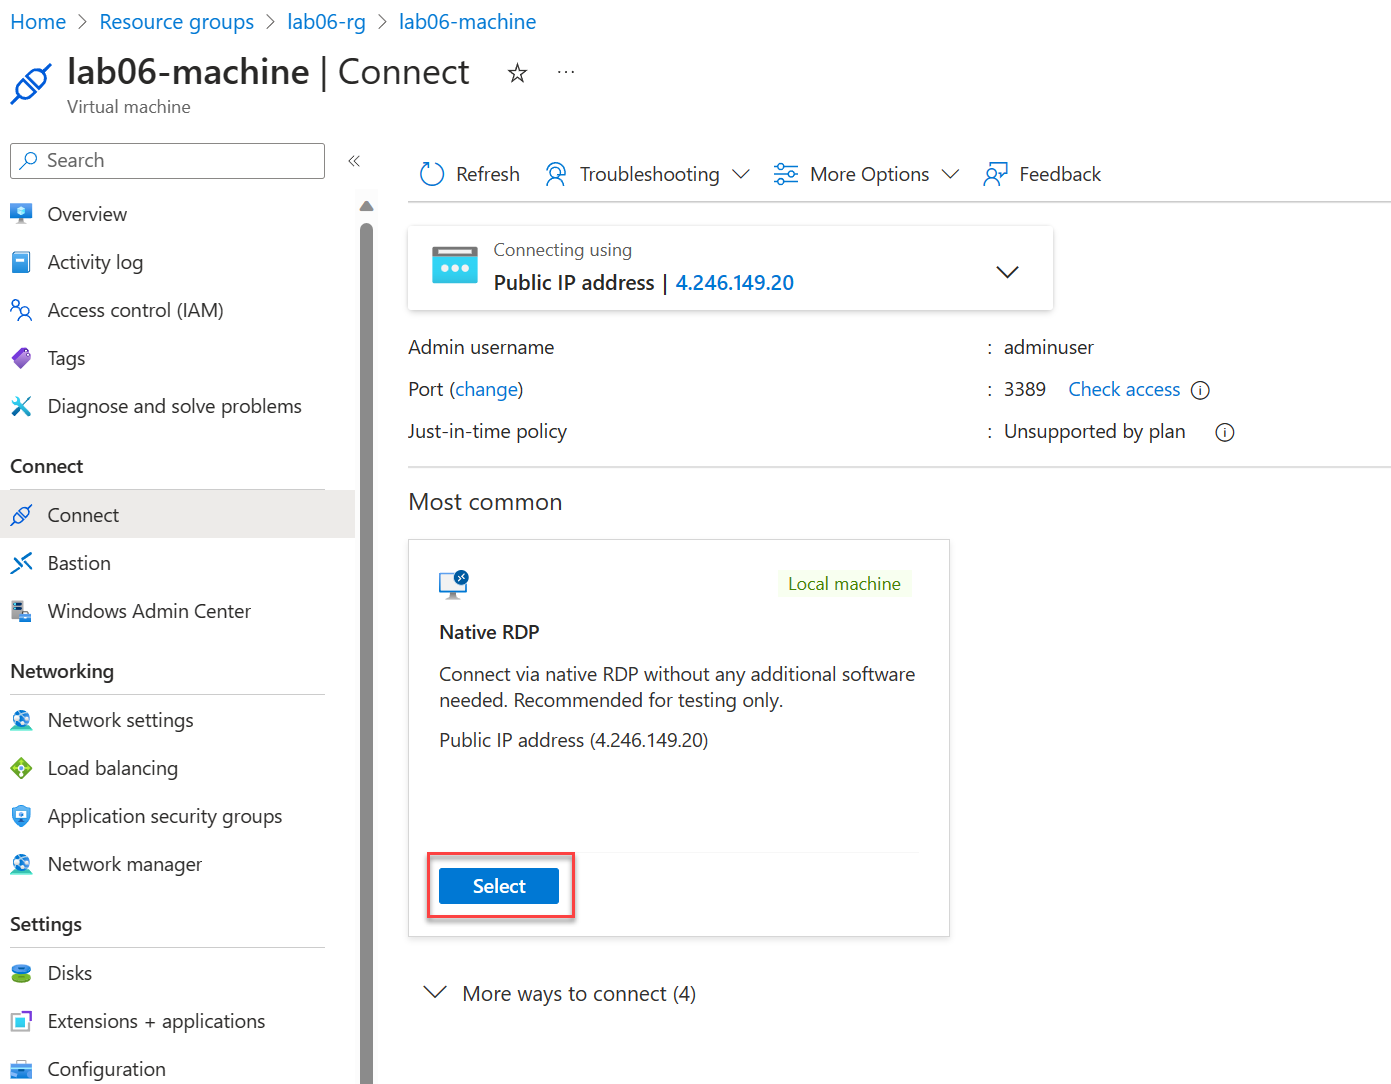 Home > Resource groups > lab06-rg > lab06-machine
lab06-machine | Connect
Virtual machine
Search
Overview
Activity log
Access control (IAM)
Tags
Diagnose and solve problems
Connect
Connect
Bastion
Windows Admin Center
Networking
Network settings
Load balancing
Application security groups
Network manager
Settings
Disks
Extensions + applications
Configuration
Refresh Troubleshooting More Options Feedback
Connecting using
Public IP address | 4.246.149.20
Admin username : adminuser
Port (change) : 3389 Check access
Just-in-time policy : Unsupported by plan
Most common
Local machine
Native RDP
Connect via native RDP without any additional software
needed. Recommended for testing only.
Public IP address (4.246.149.20)
Select
More ways to connect (4)